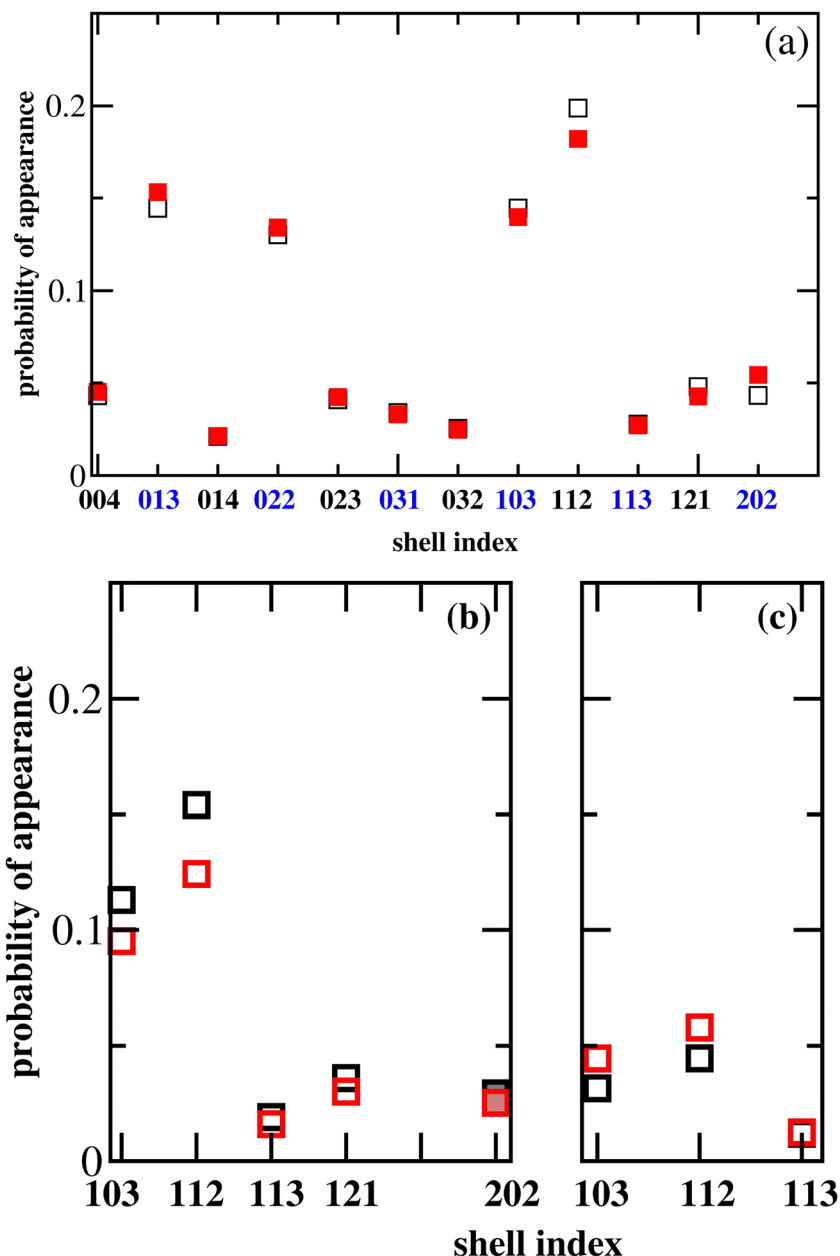 (a)
probability of appearance
0.2
0.1
0
004 013 014 022 023 031 032 103 112 113 121 202
shell index
(b)
(c)
probability of appearance
0.2
0.1
0
103 112 113 121 202
103 112 113
shell index